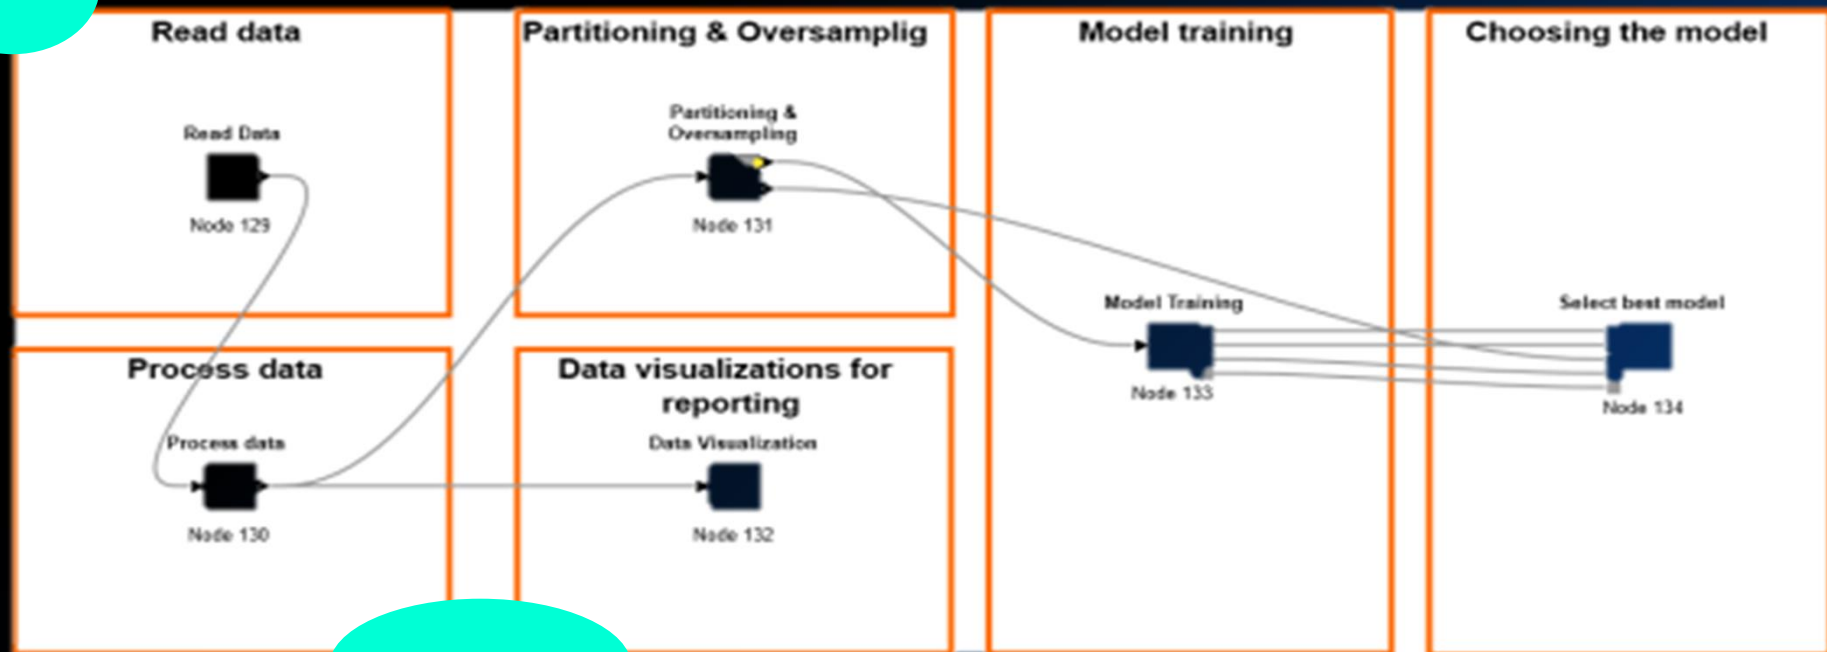 Read data
Read Data
Node 129
Partitioning & Oversamplig
Partitioning &
Oversampling
Node 131
Model training
Model Training
Node 133
Choosing the model
Select best model
Node 134
Process data
Process data
Node 130
Data visualizations for
reporting
Data Visualization
Node 132